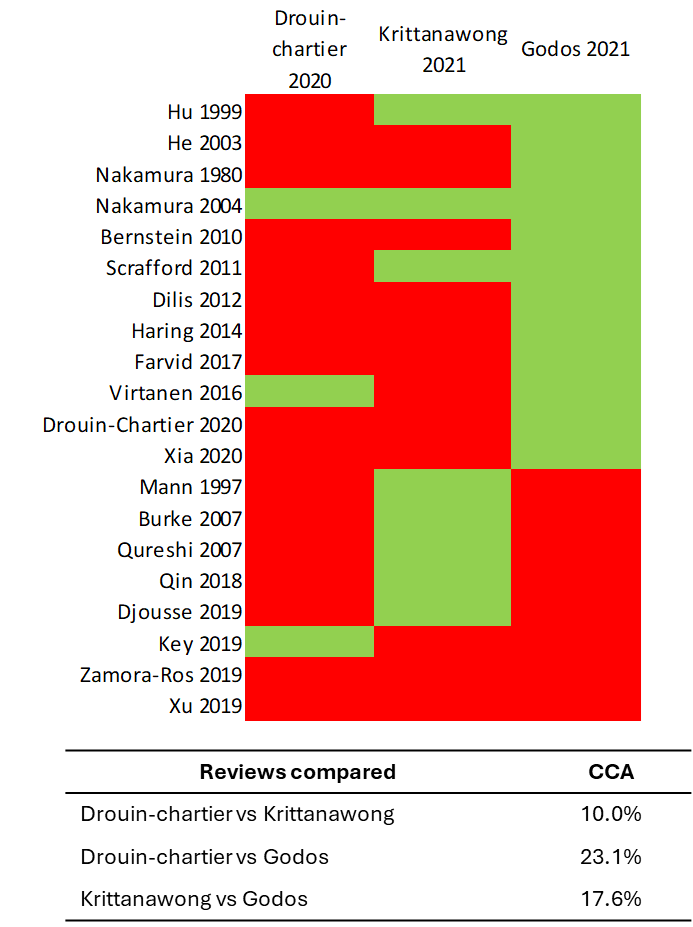 Drouin-
chartier
2020
Krittanawong
2021
Godos 2021
Hu 1999
He 2003
Nakamura 1980
Nakamura 2004
Bernstein 2010
Scrafford 2011
Dilis 2012
Haring 2014
Farvid 2017
Virtanen 2016
Drouin-Chartier 2020
Xia 2020
Mann 1997
Burke 2007
Qureshi 2007
Qin 2018
Djousse 2019
Key 2019
Zamora-Ros 2019
Xu 2019
Reviews compared CCA
Drouin-chartier vs Krittanawong 10.0%
Drouin-chartier vs Godos 23.1%
Krittanawong vs Godos 17.6%